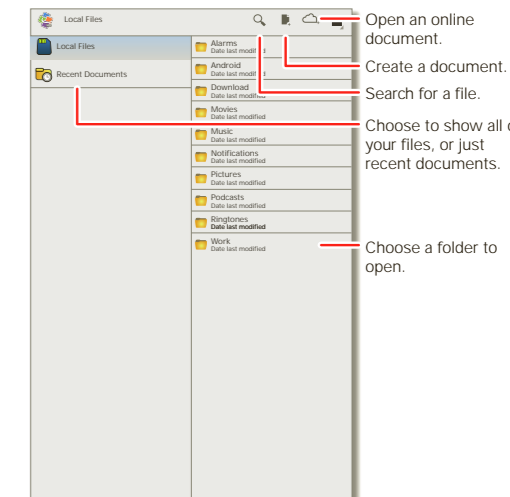 Local Files
Local Files
Recent Documents
Alarms
Date last modified
Android
Date last modified
Download
Date last modified
Movies
Date last modified
Music
Date last modified
Notifications
Date last modified
Pictures
Date last modified
Podcasts
Date last modified
Ringtones
Date last modified
Work
Date last modified
Open an online
document.
Create a document.
Search for a file.
Choose to show all
your files, or just
recent documents.
Choose a folder to
open.